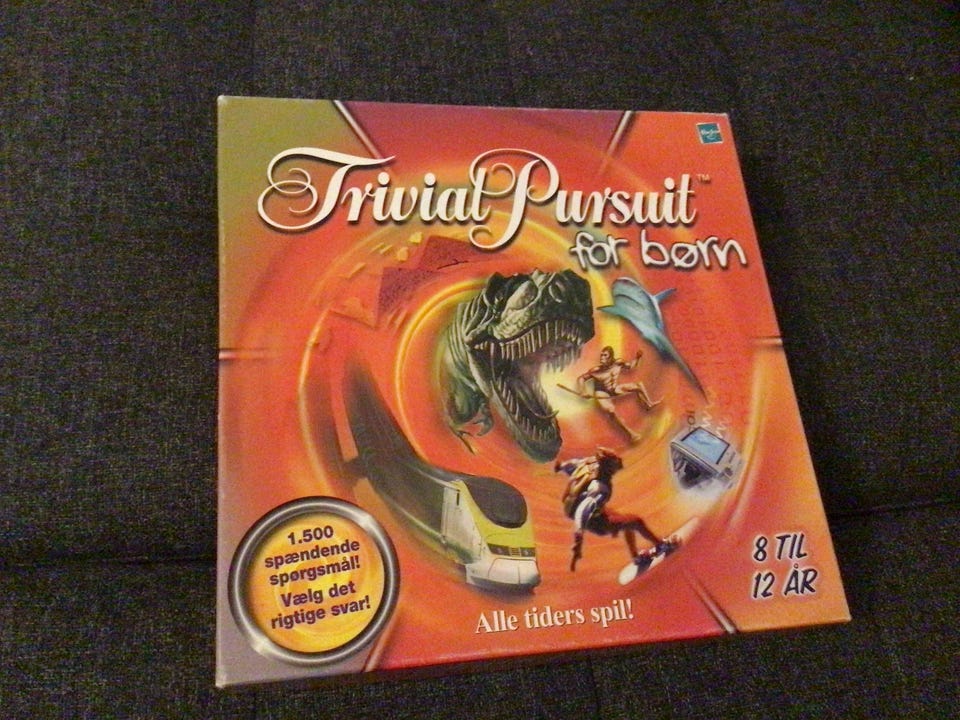 Hasbro
Trivial Pursuit™
for børn
1.500
spændende
spørgsmål!
Vælg det
rigtige svar!
Alle tiders spil!
8 TIL
12 ÅR